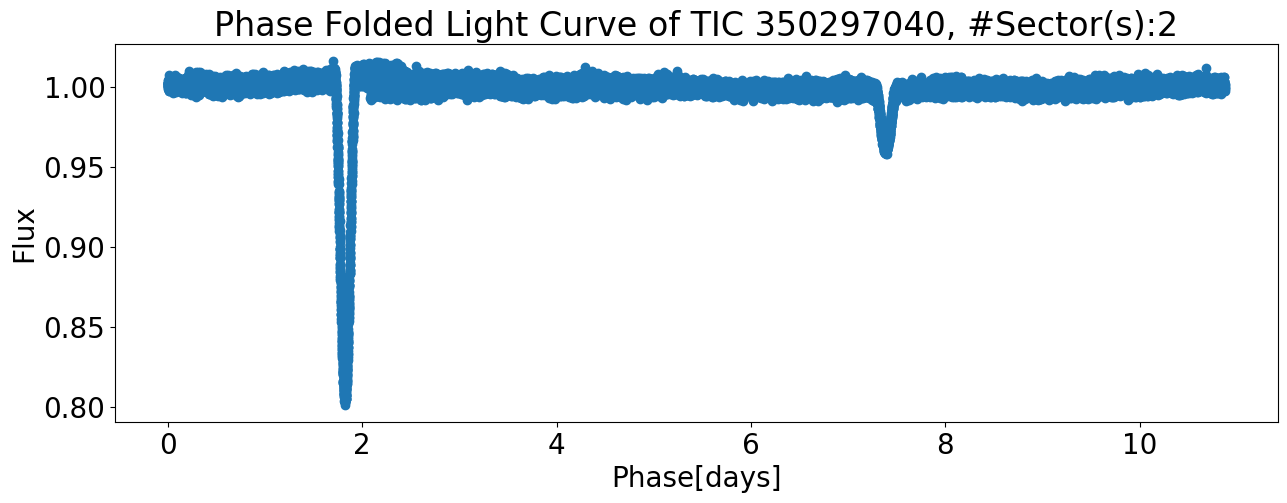 Phase Folded Light Curve of TIC 350297040, #Sector(s):2
1.00
0.95
0.90
0.85
0.80
Flux
0 2 4 6 8 10
Phase[days]